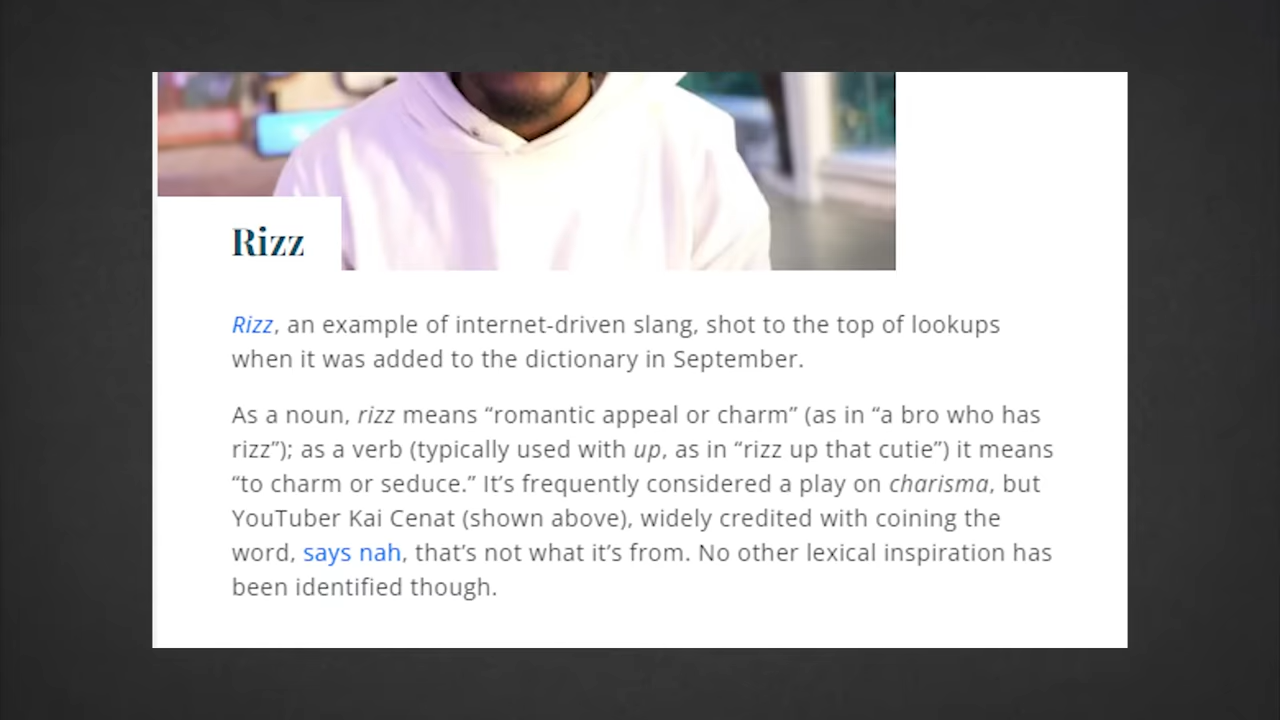 Rizz
Rizz, an example of internet-driven slang, shot to the top of lookups
when it was added to the dictionary in September.
As a noun, rizz means “romantic appeal or charm” (as in “a bro who has
rizz”); as a verb (typically used with up, as in “rizz up that cutie”) it means
“to charm or seduce.” It’s frequently considered a play on charisma, but
YouTuber Kai Cenat (shown above), widely credited with coining the
word, says nah, that’s not what it’s from. No other lexical inspiration has
been identified though.